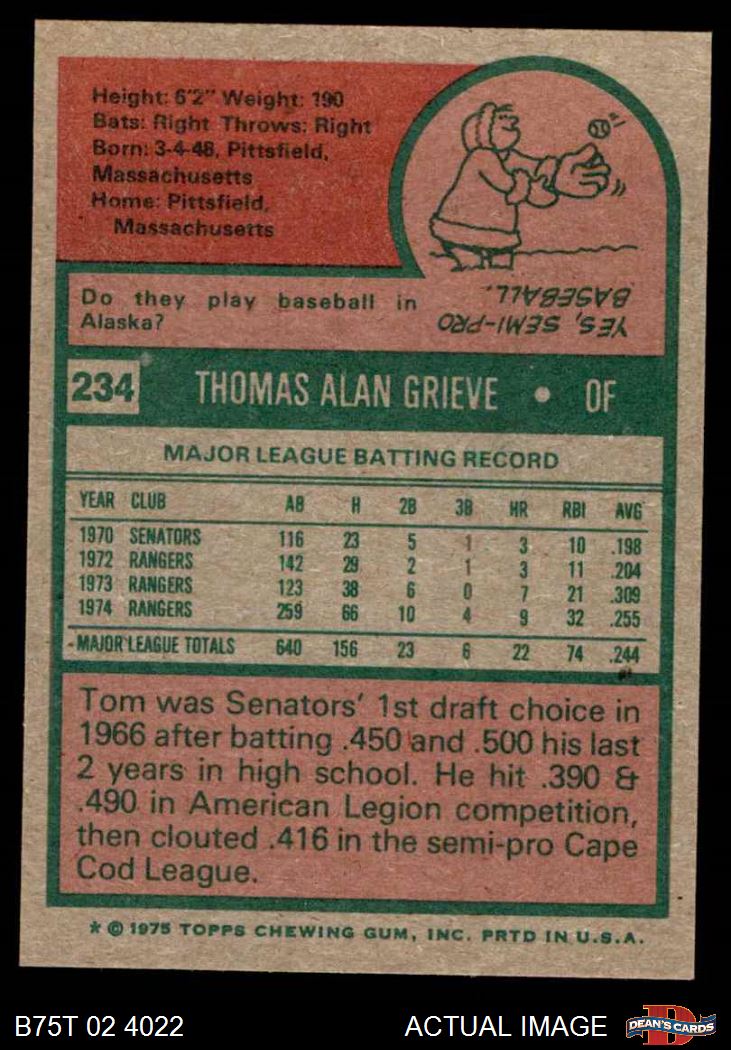 Height: 6'2" Weight: 190
Bats: Right Throws: Right
Born: 3-4-48, Pittsfield,
Massachusetts
Home: Pittsfield,
Massachusetts
Do they play baseball in
Alaska?
YES, SEMI-PRO
BASEBALL.
234 THOMAS ALAN GRIEVE • OF
MAJOR LEAGUE BATTING RECORD
YEAR CLUB AB H 2B 3B HR RBI AVG
1970 SENATORS 116 23 5 1 3 10 .198
1972 RANGERS 142 29 2 1 3 11 .204
1973 RANGERS 123 38 6 0 7 21 .309
1974 RANGERS 259 66 10 4 9 32 .255
MAJOR LEAGUE TOTALS 640 156 23 6 22 74 .244
Tom was Senators' 1st draft choice in
1966 after batting .450 and .500 his last
2 years in high school. He hit .390 &
.490 in American Legion competition,
then clouted .416 in the semi-pro Cape
Cod League.
* © 1975 TOPPS CHEWING GUM, INC. PRTD IN U.S.A.
B75T 02 4022 ACTUAL IMAGE D DEAN'S CARDS